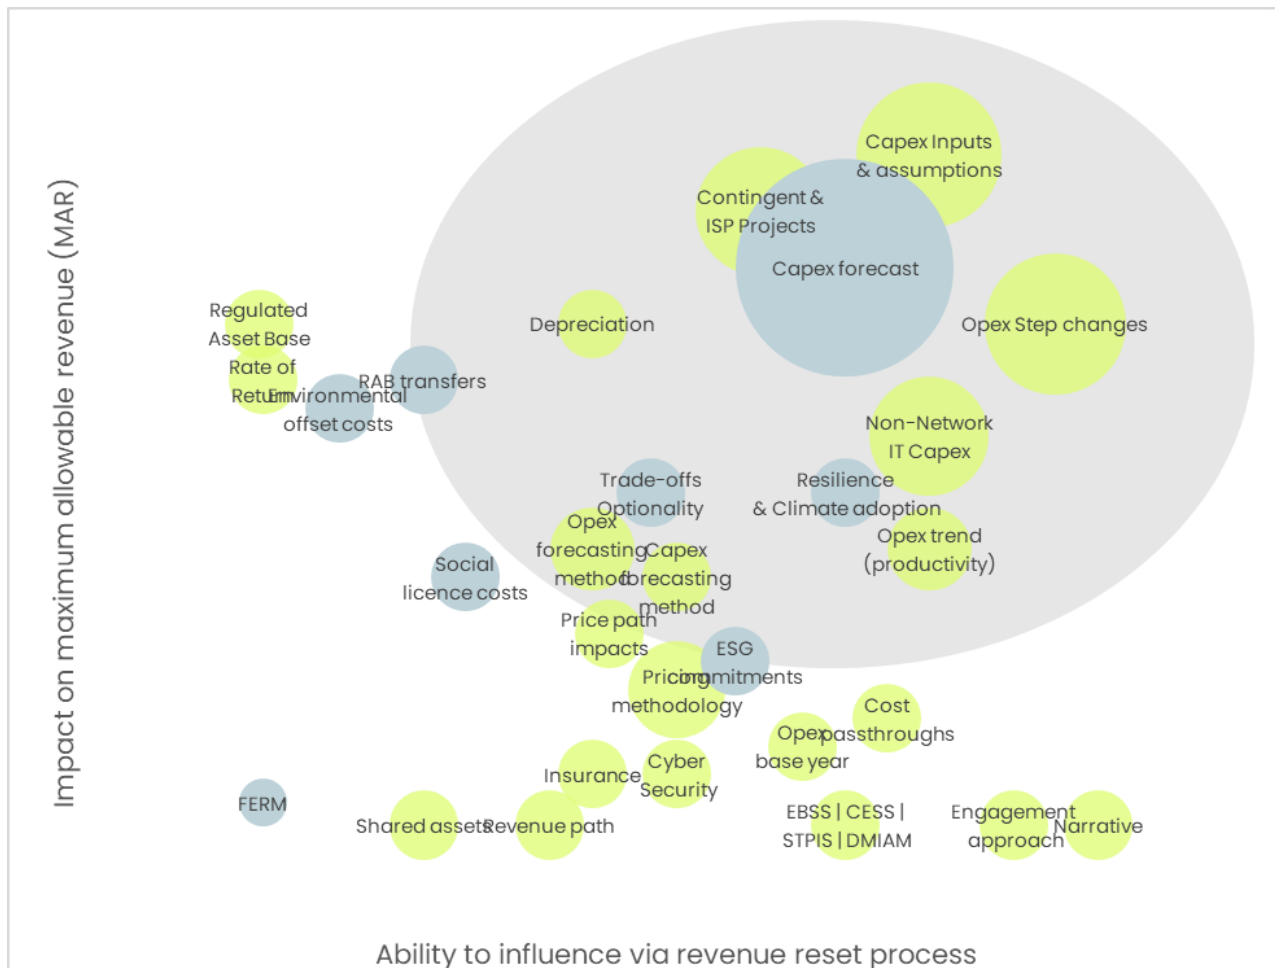 Impact on maximum allowable revenue (MAR)
Capex Inputs
& assumptions
Contingent &
ISP Projects
Capex forecast
Regulated
Asset Base
Depreciation
Opex Step changes
Rate of
Return
RAB transfers
Environmental
offset costs
Non-Network
IT Capex
Trade-offs
Optionality
Resilience
& Climate adoption
Opex
forecasting
method
Capex
forecasting
method
Opex trend
(productivity)
Social
licence costs
Price path
impacts
ESG
commitments
Pricing
methodology
Cost
passthroughs
Opex
base year
Insurance
Cyber
Security
FERM
Shared assets
Revenue path
EBSS | CESS |
STPIS | DMIAM
Engagement
approach
Narrative
Ability to influence via revenue reset process